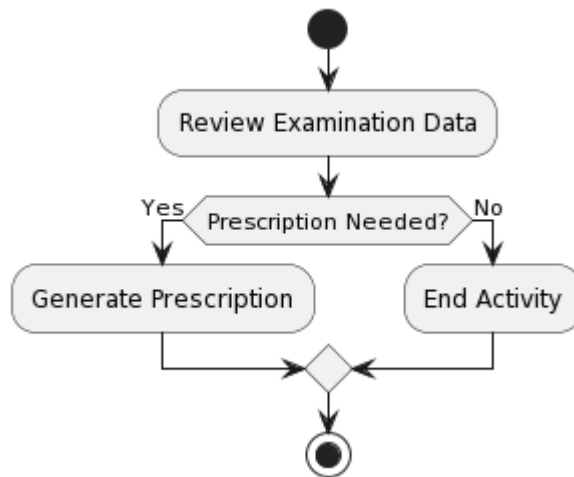 Review Examination Data
Yes
Prescription Needed?
No
Generate Prescription
End Activity